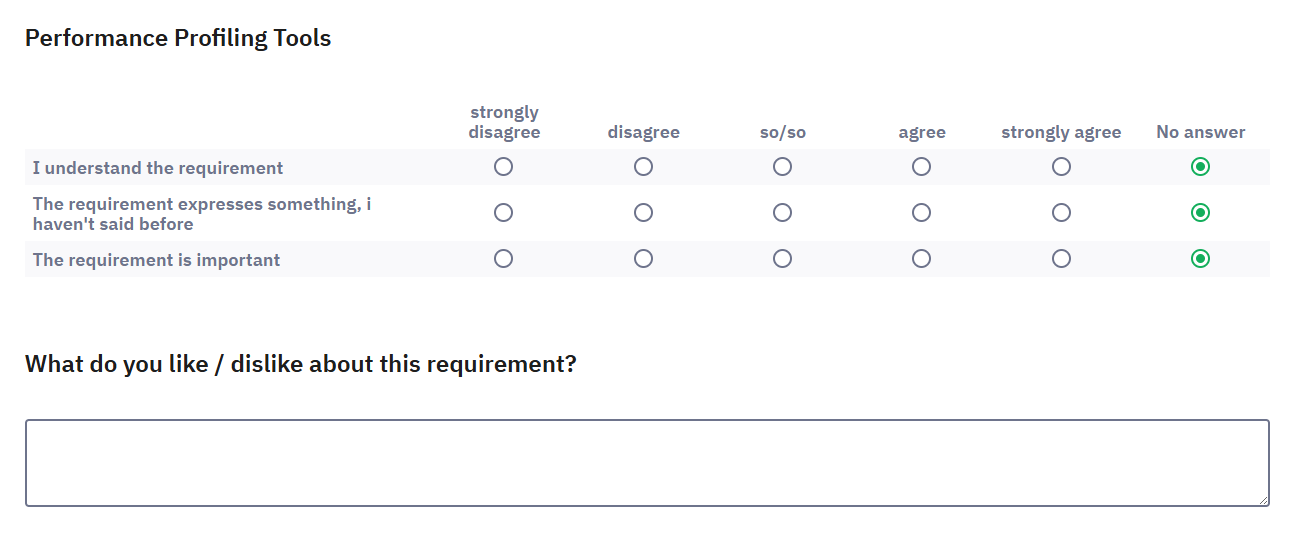 Performance Profiling Tools
strongly
disagree
disagree
so/so
agree
strongly agree
No answer
I understand the requirement
The requirement expresses something, i
haven't said before
The requirement is important
What do you like / dislike about this requirement?